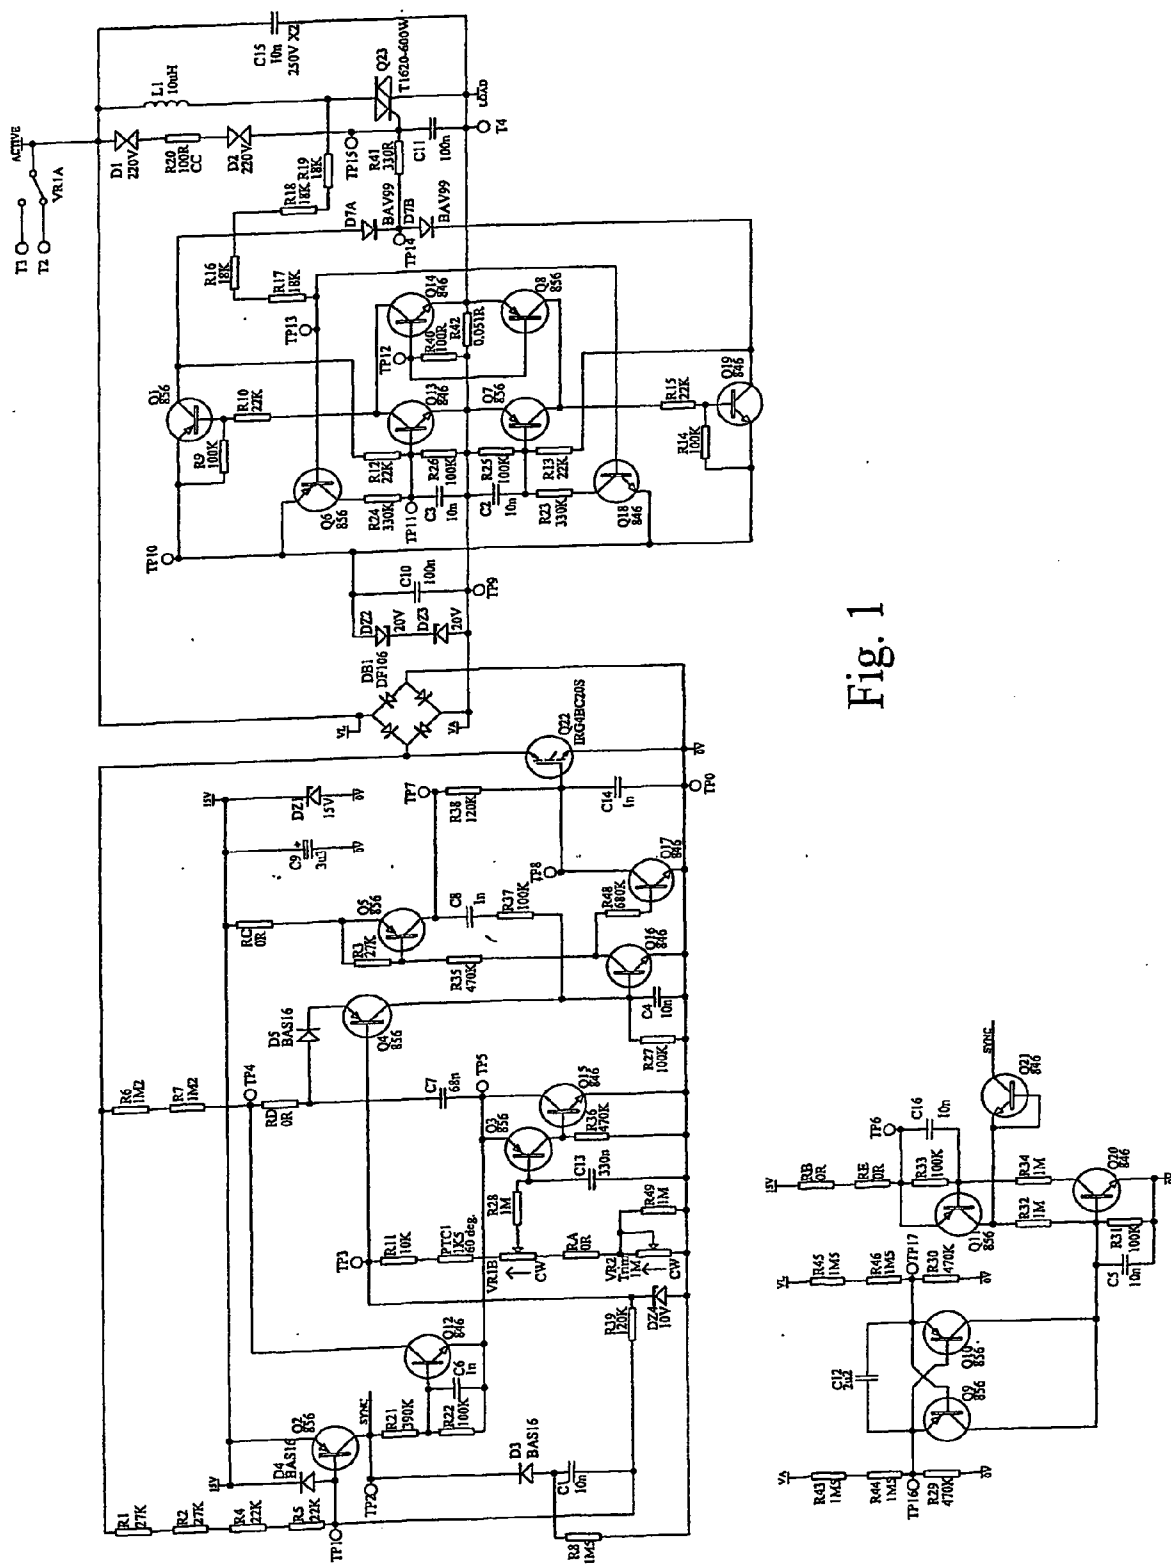 ACTIVE
T3
T2
VR1A
C15
10n
250V X2
L1
10uH
D1
220V
R20
100R
CC
D2
220V
Q23
T1620-600W
LOAD
T4
TP15
R41
330R
C11
100n
R19
18K
R18
18K
R16
18K
R17
18K
D7A
BAV99
D7B
BAV99
TP14
TP13
Q14
846
Q8
856
R42
0.051R
R40
100R
TP12
Q1
856
R10
22K
R9
100K
Q13
846
Q7
856
R15
22K
Q19
846
R14
100K
R12
22K
R26
100K
R25
100K
R13
22K
Q6
856
R24
330K
TP11
C3
10n
C2
10n
R23
330K
Q18
846
TP10
C10
100n
TP9
DZ2
20V
DZ3
20V
DB1
DF106
VL
VA
Q22
IRG4BC20S
0V
TP0
15V
DZ1
15V
0V
TP7
R38
120K
C14
1n
C9
+
3u3
0V
TP8
Q17
846
RC
0R
Q5
856
R3
27K
C8
1n
R37
100K
R48
680K
R35
470K
Q16
846
D5
BAS16
Q4
856
C4
10n
R27
100K
R6
1M2
R7
1M2
TP4
RD
0R
C7
68n
TP5
Q3
856
Q15
846
R36
470K
C13
330n
R28
1M
R49
1M
TP3
R11
10K
PTC1
1K5
60 deg.
VR1B
CW
RA
0R
VR2
Trim
1M
CW
R39
120K
DZ4
10V
Q12
846
C6
1n
15V
D4
BAS16
Q2
856
SYNC
R21
390K
R22
100K
TP2
D3
BAS16
C1
10n
R1
27K
R2
27K
R4
22K
R5
22K
TP1
R8
1M5
SYNC
Q21
846
TP6
C16
10n
15V
RB
0R
RE
0R
R33
100K
R34
1M
Q20
846
Q11
856
R32
1M
R31
100K
C5
10n
0V
VL
R45
1M5
R46
1M5
TP17
R30
470K
0V
C12
2u2
Q10
856
Q9
856
VA
R43
1M5
R44
1M5
TP16
R29
470K
0V
Fig. 1